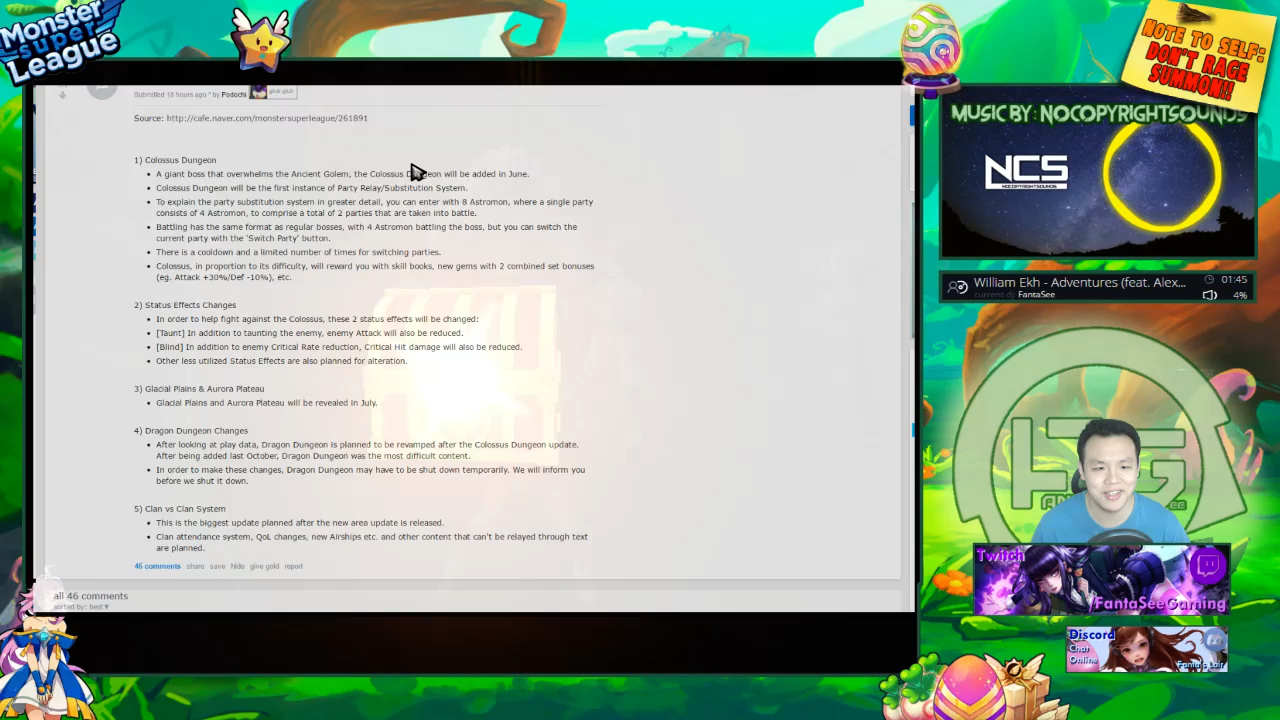 Monster
Super
League
Submitted 18 hours ago * by Podochi
Source: http://cafe.naver.com/monstersuperleague/261891
1) Colossus Dungeon
• A giant boss that overwhelms the Ancient Golem, the Colossus Dungeon will be added in June.
• Colossus Dungeon will be the first instance of Party Relay/Substitution System.
• To explain the party substitution system in greater detail, you can enter with 8 Astromon, where a single party
consists of 4 Astromon, to comprise a total of 2 parties that are taken into battle.
• Battling has the same format as regular bosses, with 4 Astromon battling the boss, but you can switch the
current party with the 'Switch Party' button.
• There is a cooldown and a limited number of times for switching parties.
• Colossus, in proportion to its difficulty, will reward you with skill books, new gems with 2 combined set bonuses
(eg. Attack +30%/Def -10%), etc.
2) Status Effects Changes
• In order to help fight against the Colossus, these 2 status effects will be changed:
• [Taunt] In addition to taunting the enemy, enemy Attack will also be reduced.
• [Blind] In addition to enemy Critical Rate reduction, Critical Hit damage will also be reduced.
• Other less utilized Status Effects are also planned for alteration.
3) Glacial Plains & Aurora Plateau
• Glacial Plains and Aurora Plateau will be revealed in July.
4) Dragon Dungeon Changes
• After looking at play data, Dragon Dungeon is planned to be revamped after the Colossus Dungeon update.
After being added last October, Dragon Dungeon was the most difficult content.
• In order to make these changes, Dragon Dungeon may have to be shut down temporarily. We will inform you
before we shut it down.
5) Clan vs Clan System
• This is the biggest update planned after the new area update is released.
• Clan attendance system, QoL changes, new Airships etc. and other content that can't be relayed through text
are planned.
46 comments share save hide give gold report
all 46 comments
sorted by: best ▼
NOTE TO SELF:
DON'T RAGE
SUMMON!!
MUSIC BY: NOCOPYRIGHTSOUNDS
NCS
NOCOPYRIGHTSOUNDS
William Ekh - Adventures (feat. Alex...
01:45
current dj FantaSee
4%
Twitch
FantaSeeGaming
Discord
Chat
Online
Fanta's Lair